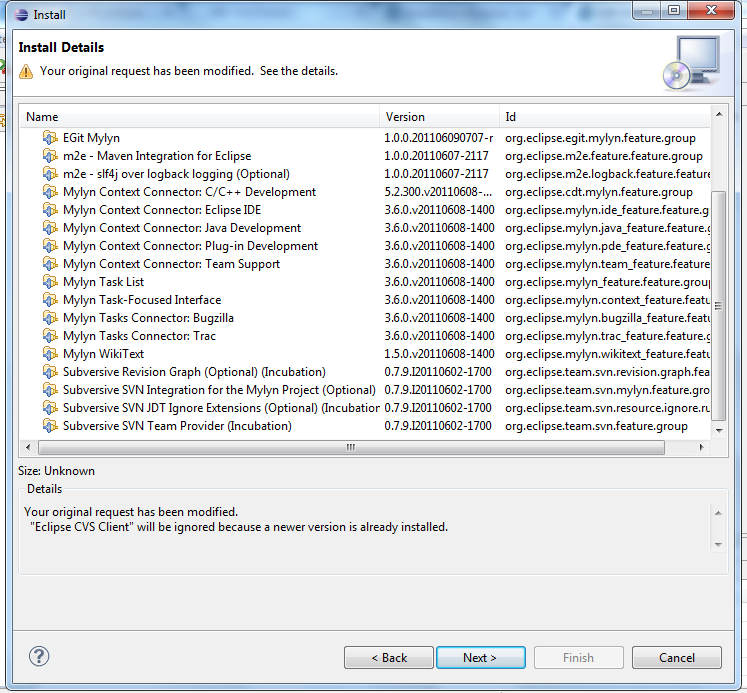 Install
Install Details
Your original request has been modified.  See the details.
Name Version Id
EGit Mylyn 1.0.0.201106090707-r org.eclipse.egit.mylyn.feature.group
m2e - Maven Integration for Eclipse 1.0.0.20110607-2117 org.eclipse.m2e.feature.feature.group
m2e - slf4j over logback logging (Optional) 1.0.0.20110607-2117 org.eclipse.m2e.logback.feature.feature
Mylyn Context Connector: C/C++ Development 5.2.300.v20110608-... org.eclipse.cdt.mylyn.feature.group
Mylyn Context Connector: Eclipse IDE 3.6.0.v20110608-1400 org.eclipse.mylyn.ide_feature.feature.g
Mylyn Context Connector: Java Development 3.6.0.v20110608-1400 org.eclipse.mylyn.java_feature.feature.g
Mylyn Context Connector: Plug-in Development 3.6.0.v20110608-1400 org.eclipse.mylyn.pde_feature.feature.g
Mylyn Context Connector: Team Support 3.6.0.v20110608-1400 org.eclipse.mylyn.team_feature.feature
Mylyn Task List 3.6.0.v20110608-1400 org.eclipse.mylyn_feature.feature.group
Mylyn Task-Focused Interface 3.6.0.v20110608-1400 org.eclipse.mylyn.context_feature.featu
Mylyn Tasks Connector: Bugzilla 3.6.0.v20110608-1400 org.eclipse.mylyn.bugzilla_feature.featu
Mylyn Tasks Connector: Trac 3.6.0.v20110608-1400 org.eclipse.mylyn.trac_feature.feature.g
Mylyn WikiText 1.5.0.v20110608-1400 org.eclipse.mylyn.wikitext_feature.featu
Subversive Revision Graph (Optional) (Incubation) 0.7.9.I20110602-1700 org.eclipse.team.svn.revision.graph.fea
Subversive SVN Integration for the Mylyn Project (Optional) 0.7.9.I20110602-1700 org.eclipse.team.svn.mylyn.feature.gro
Subversive SVN JDT Ignore Extensions (Optional) (Incubation 0.7.9.I20110602-1700 org.eclipse.team.svn.resource.ignore.ru
Subversive SVN Team Provider (Incubation) 0.7.9.I20110602-1700 org.eclipse.team.svn.feature.group
Size: Unknown
Details
Your original request has been modified.
"Eclipse CVS Client" will be ignored because a newer version is already installed.
? < Back Next > Finish Cancel